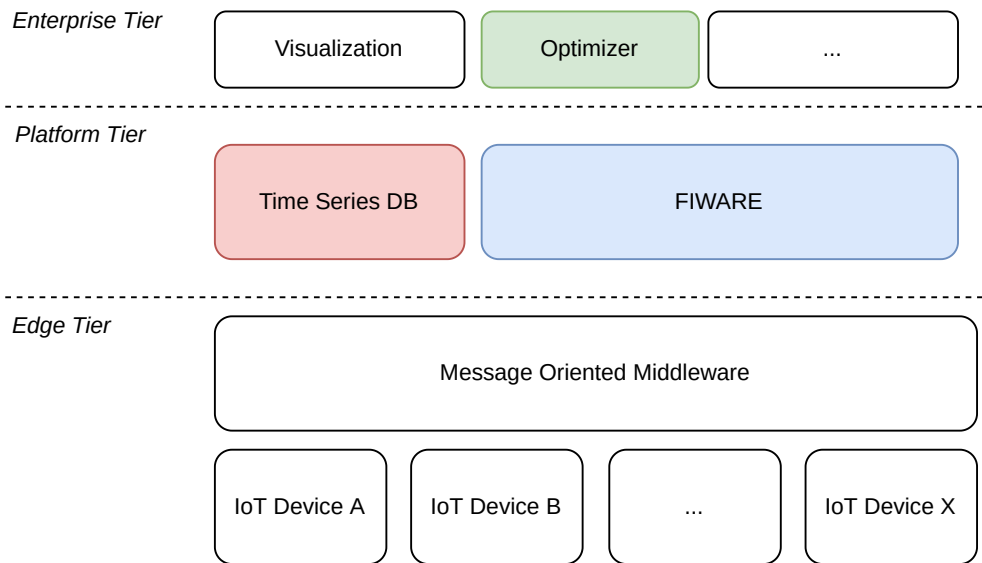 Enterprise Tier
Visualization
Optimizer
...
Platform Tier
Time Series DB
FIWARE
Edge Tier
Message Oriented Middleware
IoT Device A
IoT Device B
...
IoT Device X